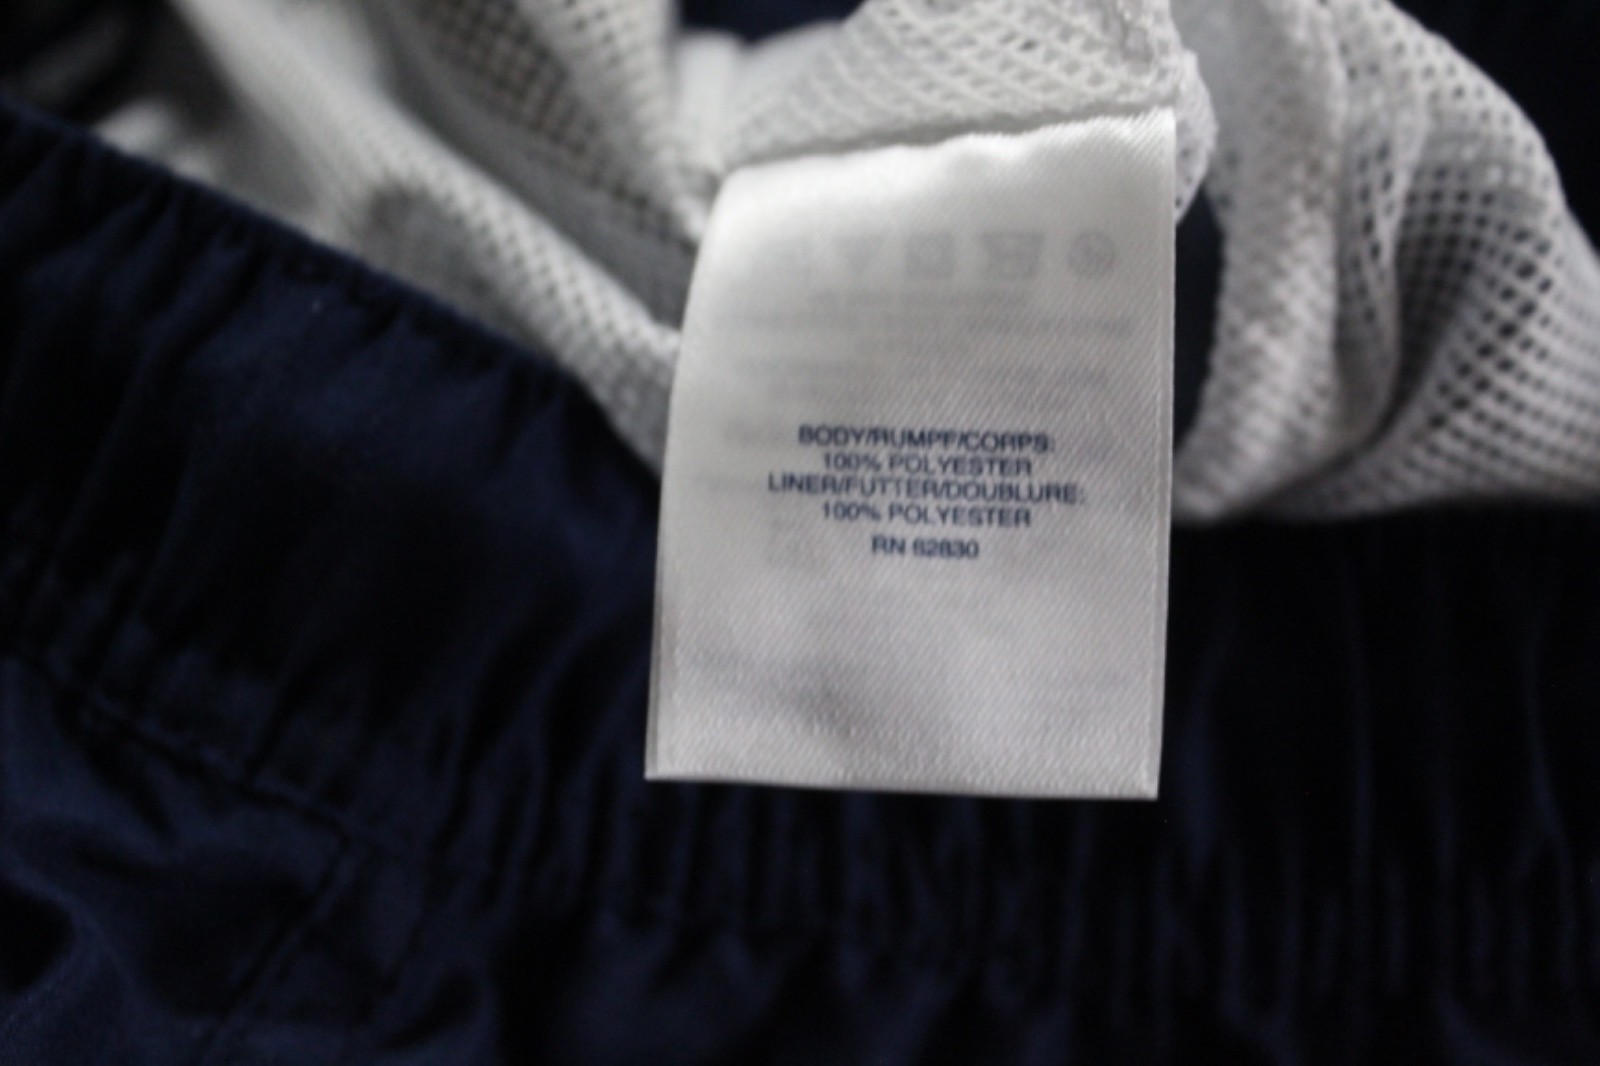 BODY/RUMPF/CORPS:
100% POLYESTER
LINER/FUTTER/DOUBLURE:
100% POLYESTER
RN 62830